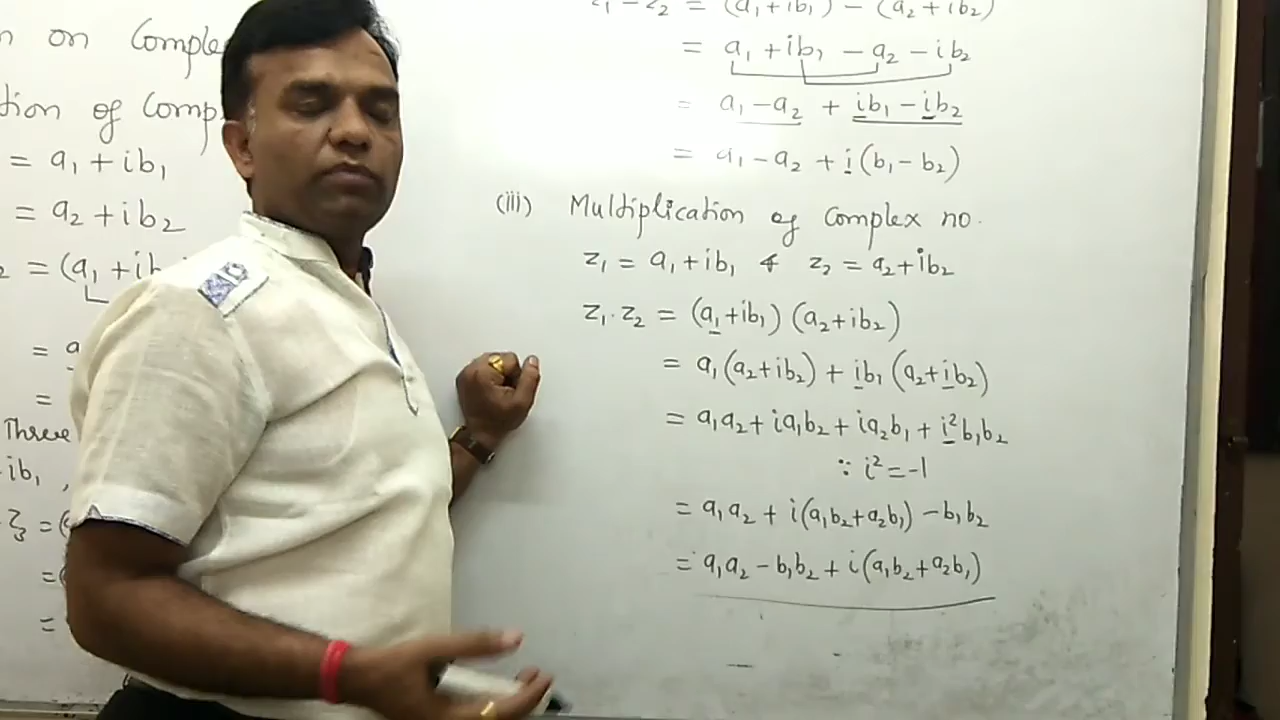 n on Comple
tion of Comp
= a₁ + ib₁
= a₂ + ib₂
₂ = (a₁ + ib
= a
=
Three
ib₁ ,
z₃ = (
= (
=
z₁ - z₂ = (a₁+ib₁) - (a₂+ib₂)
= a₁ + ib₁ - a₂ - ib₂
= a₁ - a₂ + ib₁ - ib₂
= a₁ - a₂ + i(b₁ - b₂)
(iii) Multiplication of Complex no.
z₁ = a₁ + ib₁ & z₂ = a₂ + ib₂
z₁ . z₂ = (a₁+ib₁) (a₂+ib₂)
= a₁(a₂+ib₂) + ib₁(a₂+ib₂)
= a₁a₂ + ia₁b₂ + ia₂b₁ + i²b₁b₂
∵ i² = -1
= a₁a₂ + i(a₁b₂+a₂b₁) - b₁b₂
= a₁a₂ - b₁b₂ + i(a₁b₂+a₂b₁)